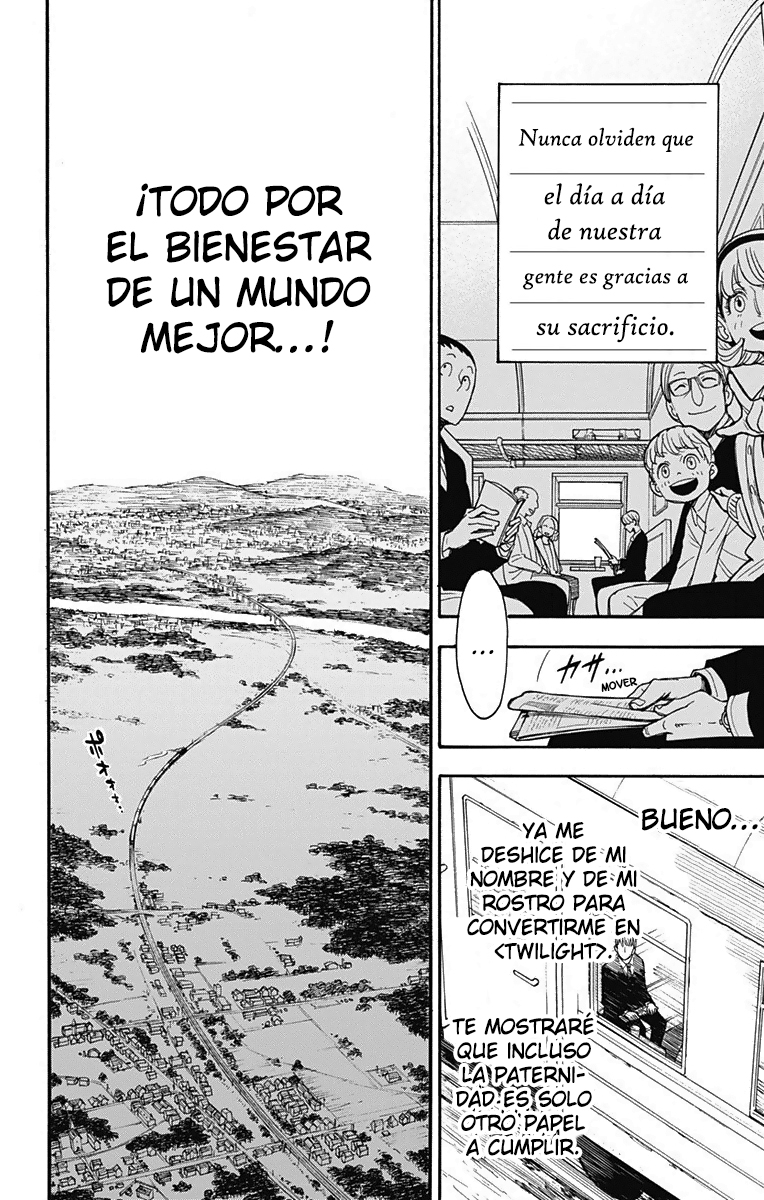 Nunca olviden que
el día a día
de nuestra
gente es gracias a
su sacrificio.
...
カサ...
MOVER
BUENO...
YA ME
DESHICE DE MI
NOMBRE Y DE MI
ROSTRO PARA
CONVERTIRME EN
<TWILIGHT>.
TE MOSTRARÉ
QUE INCLUSO
LA PATERNI-
DAD ES SOLO
OTRO PAPEL
A CUMPLIR.
¡TODO POR
EL BIENESTAR
DE UN MUNDO
MEJOR...!